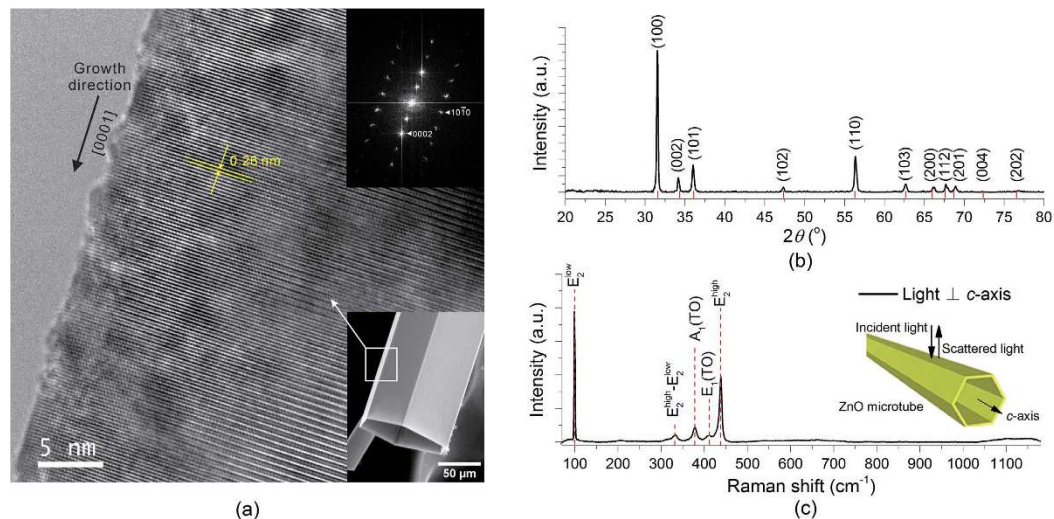 Growth
direction
[0001]
0.26 nm
10Ī0
0002
5 nm
50 µm
(a)
Intensity (a.u.)
(100)
(002)
(101)
(102)
(110)
(103)
(200)
(112)
(201)
(004)
(202)
20 25 30 35 40 45 50 55 60 65 70 75 80
2θ (°)
(b)
Intensity (a.u.)
E₂ˡᵒʷ
E₂ʰⁱᵍʰ-E₂ˡᵒʷ
A₁(TO)
E₁(TO)
E₂ʰⁱᵍʰ
Light ⊥ c-axis
Incident light
Scattered light
ZnO microtube
c-axis
100 200 300 400 500 600 700 800 900 1000 1100
Raman shift (cm⁻¹)
(c)